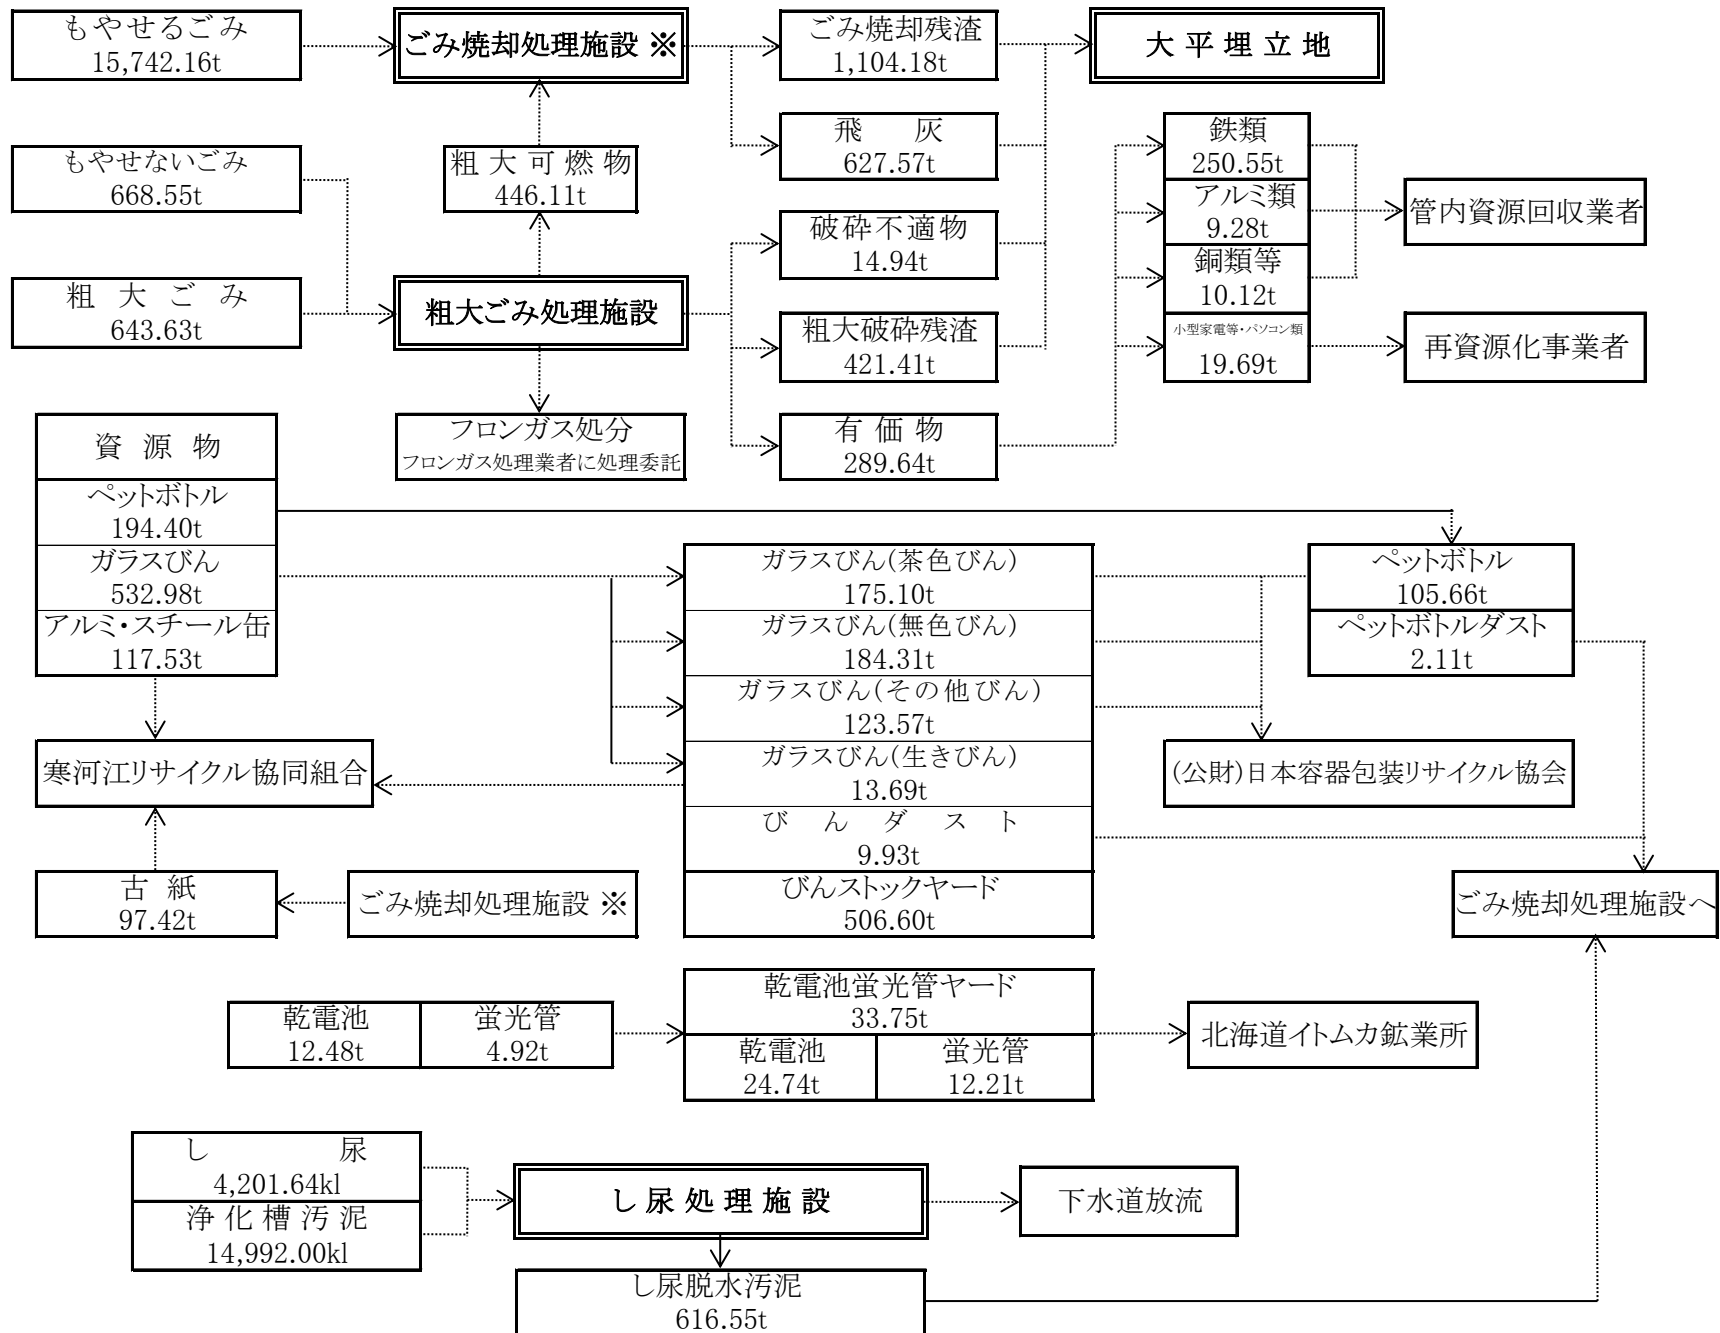 もやせるごみ
15,742.16t
ごみ焼却処理施設 ※
ごみ焼却残渣
1,104.18t
大 平 埋 立 地
飛 灰
627.57t
もやせないごみ
668.55t
粗 大 可 燃 物
446.11t
鉄類
250.55t
アルミ類
9.28t
銅類等
10.12t
小型家電等・パソコン類
19.69t
管内資源回収業者
破砕不適物
14.94t
粗 大 ご み
643.63t
粗大ごみ処理施設
粗大破砕残渣
421.41t
再資源化事業者
フロンガス処分
フロンガス処理業者に処理委託
有 価 物
289.64t
資 源 物
ペットボトル
194.40t
ガラスびん
532.98t
アルミ・スチール缶
117.53t
ガラスびん(茶色びん)
175.10t
ガラスびん(無色びん)
184.31t
ガラスびん(その他びん)
123.57t
ガラスびん(生きびん)
13.69t
び ん ダ ス ト
9.93t
びんストックヤード
506.60t
ペットボトル
105.66t
ペットボトルダスト
2.11t
寒河江リサイクル協同組合
(公財)日本容器包装リサイクル協会
古 紙
97.42t
ごみ焼却処理施設 ※
ごみ焼却処理施設へ
乾電池
12.48t
蛍光管
4.92t
乾電池蛍光管ヤード
33.75t
乾電池
24.74t
蛍光管
12.21t
北海道イトムカ鉱業所
し 尿
4,201.64kl
浄 化 槽 汚 泥
14,992.00kl
し 尿 処 理 施 設
下水道放流
し尿脱水汚泥
616.55t